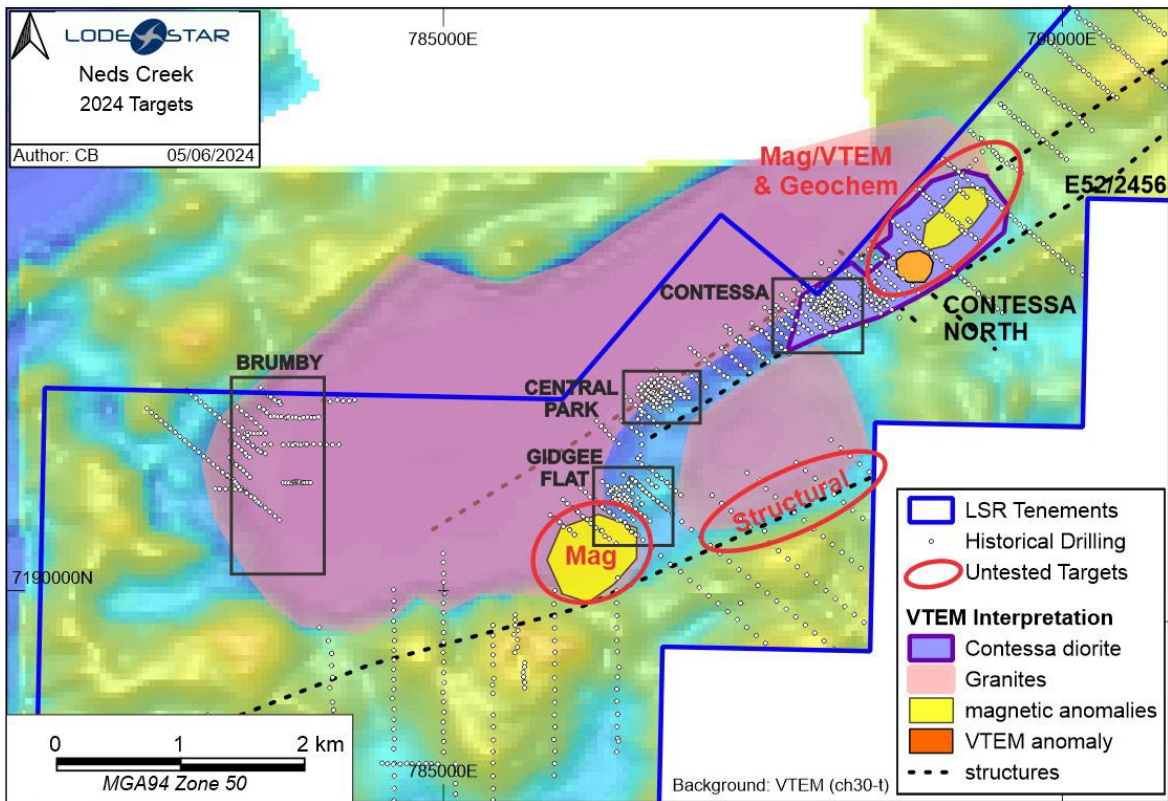 LODE STAR
Neds Creek
2024 Targets
Author: CB 05/06/2024
785000E
790000E
Mag/VTEM
& Geochem
E52/2456
CONTESSA
CONTESSA
NORTH
BRUMBY
CENTRAL
PARK
GIDGEE
FLAT
Structural
Mag
7190000N
LSR Tenements
Historical Drilling
Untested Targets
VTEM Interpretation
Contessa diorite
Granites
magnetic anomalies
VTEM anomaly
structures
0 1 2 km
MGA94 Zone 50
785000E
Background: VTEM (ch30-t)